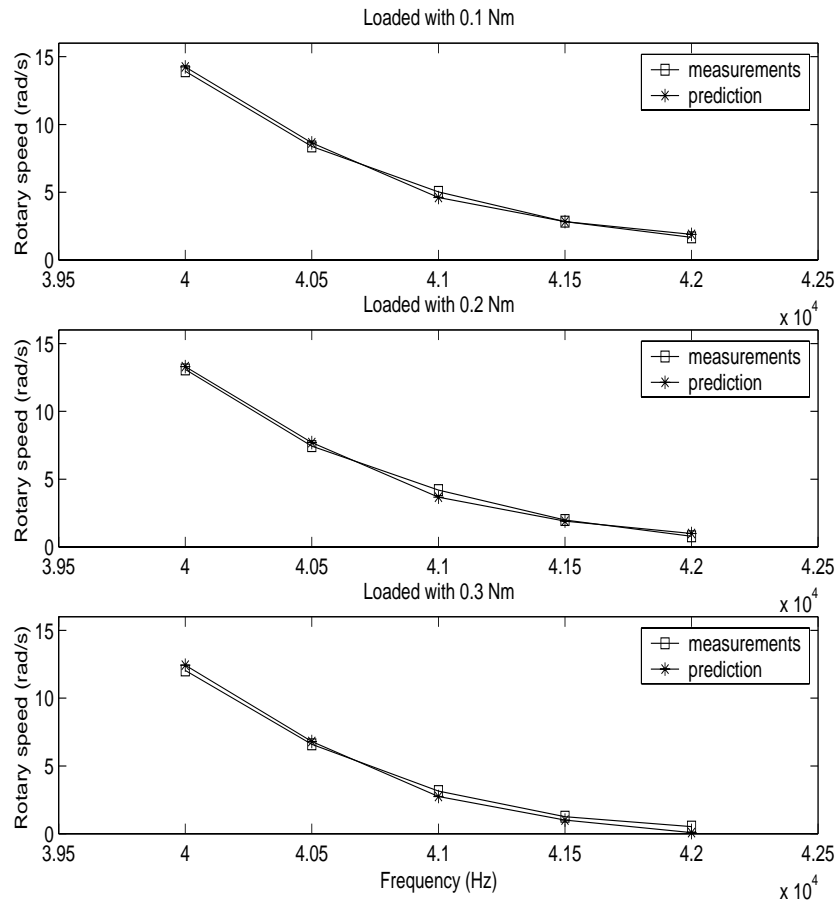 Loaded with 0.1 Nm
15
10
5
0
Rotary speed (rad/s)
measurements
prediction
3.95 4 4.05 4.1 4.15 4.2 4.25
x 10^4
Loaded with 0.2 Nm
15
10
5
0
Rotary speed (rad/s)
measurements
prediction
3.95 4 4.05 4.1 4.15 4.2 4.25
x 10^4
Loaded with 0.3 Nm
15
10
5
0
Rotary speed (rad/s)
measurements
prediction
3.95 4 4.05 4.1 4.15 4.2 4.25
Frequency (Hz)
x 10^4